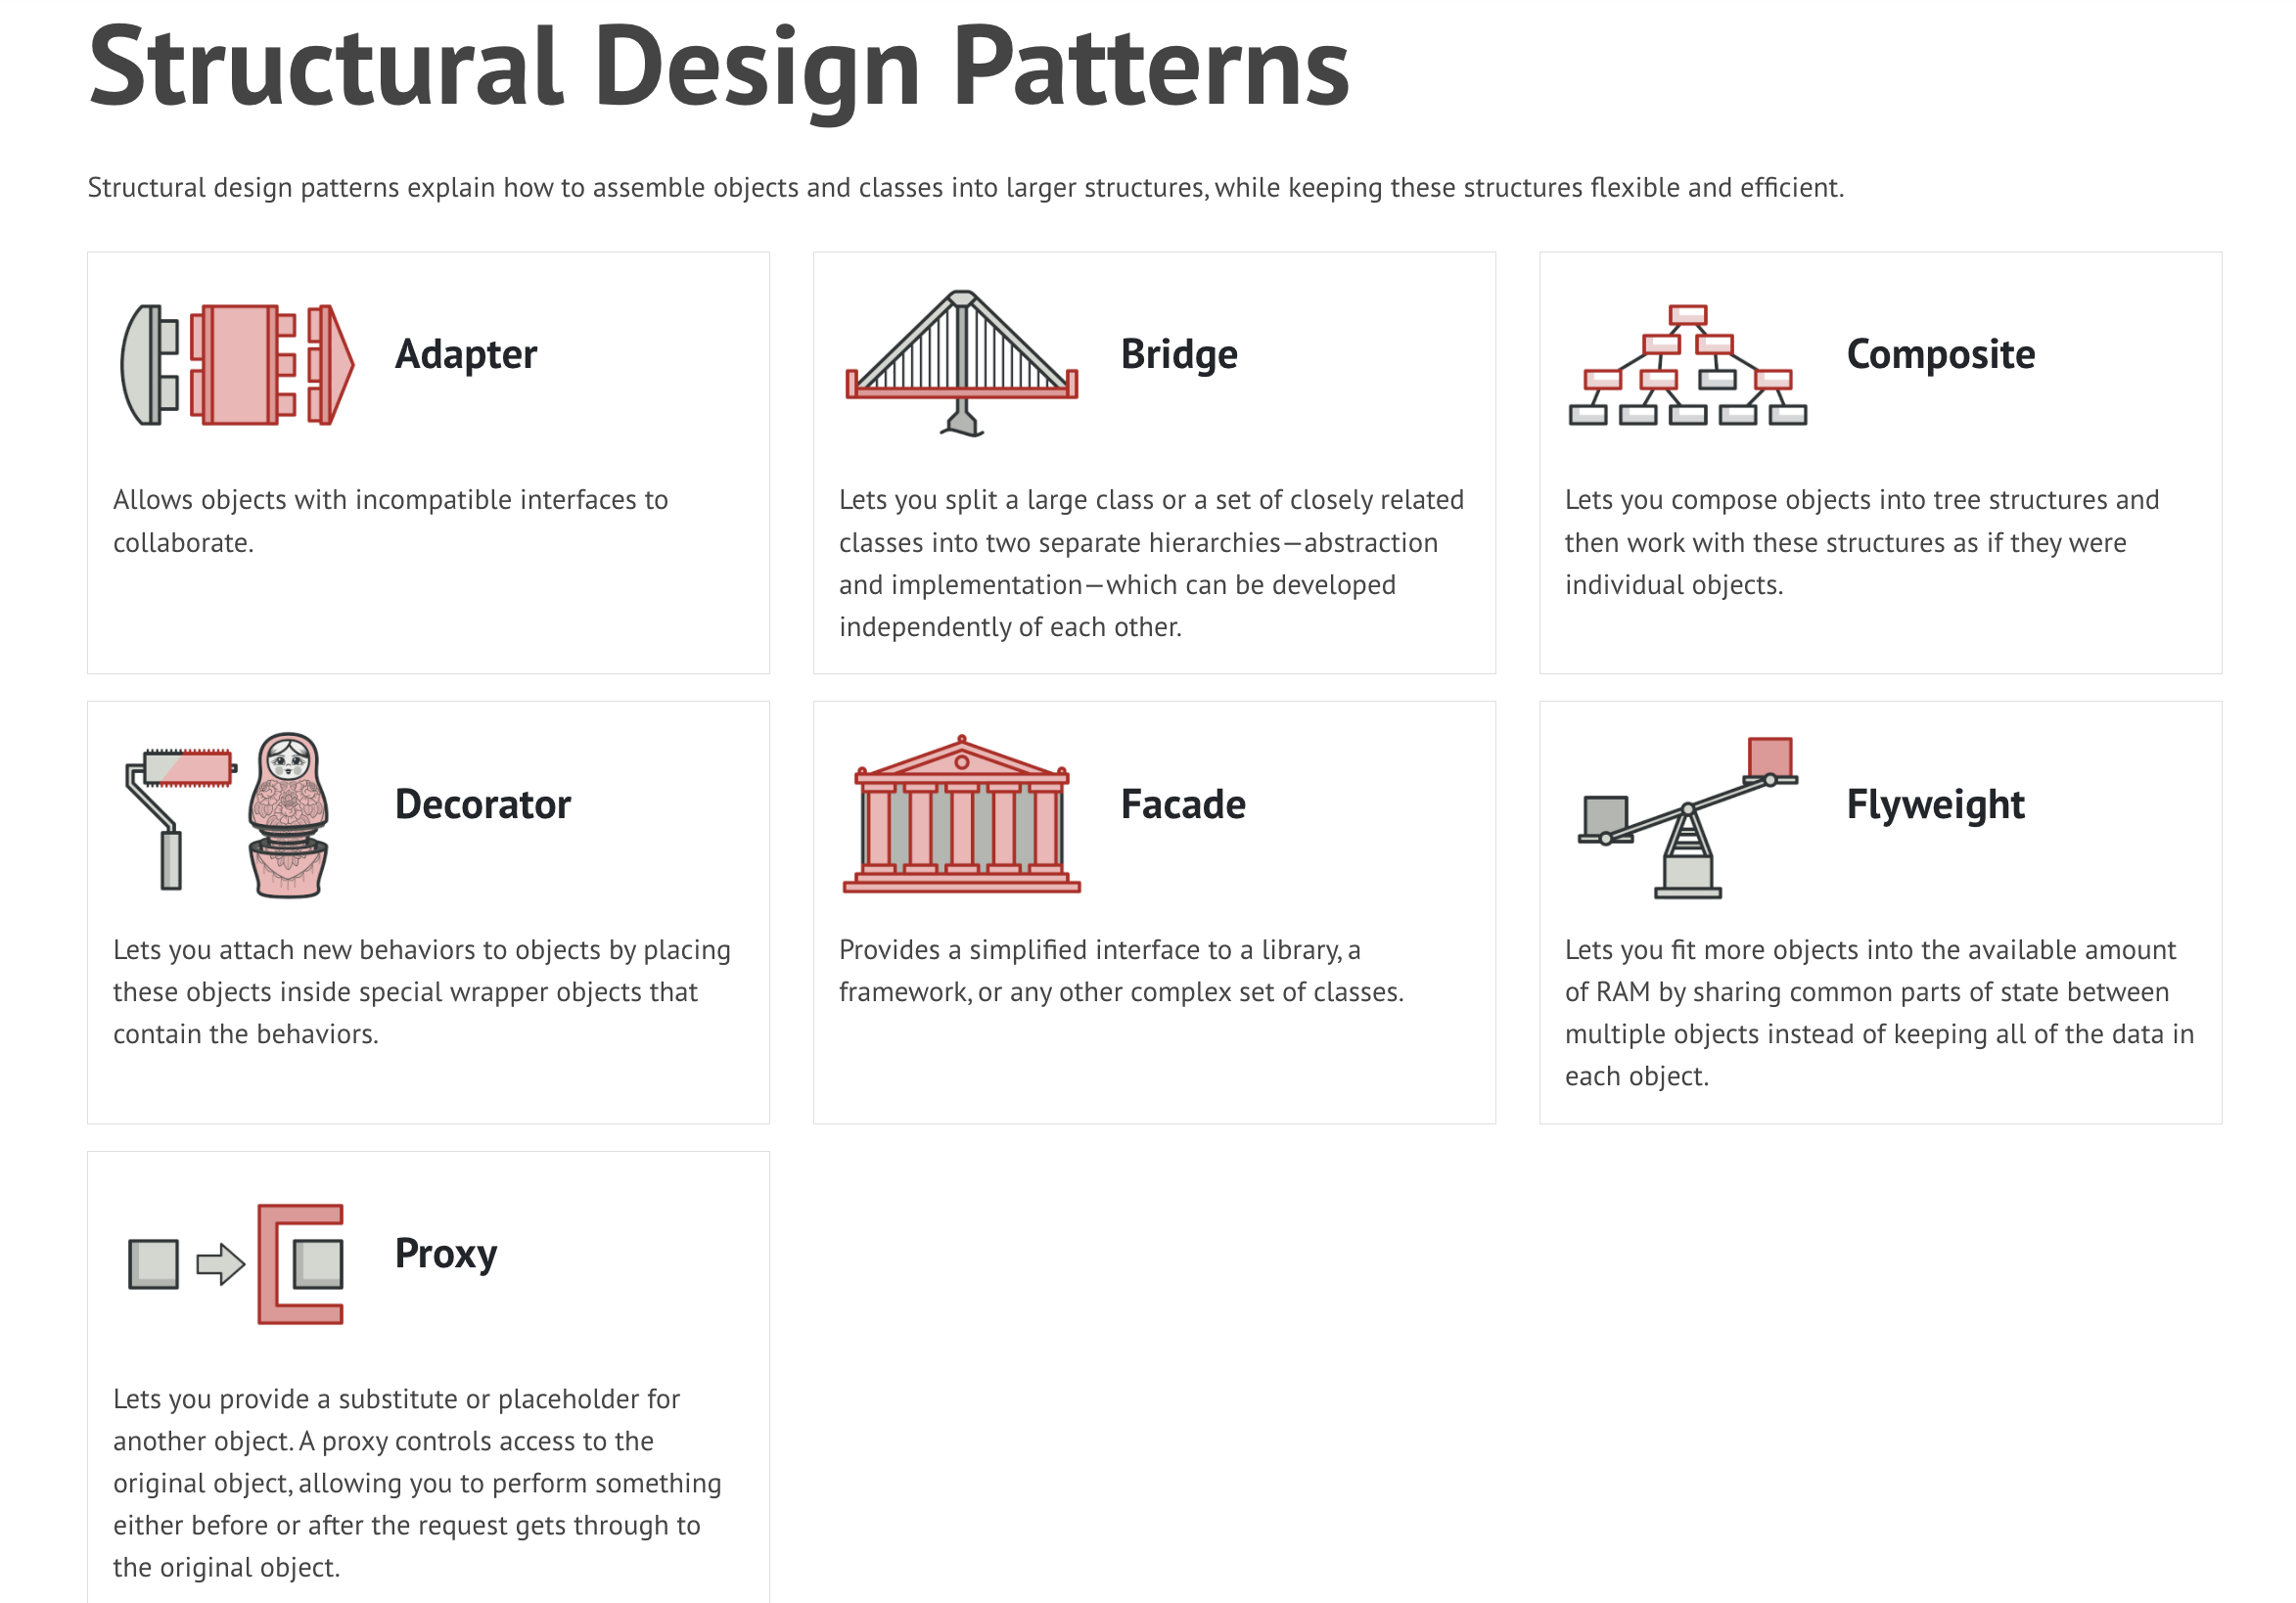 Structural Design Patterns
Structural design patterns explain how to assemble objects and classes into larger structures, while keeping these structures flexible and efficient.
Adapter
Allows objects with incompatible interfaces to
collaborate.
Bridge
Lets you split a large class or a set of closely related
classes into two separate hierarchies—abstraction
and implementation—which can be developed
independently of each other.
Composite
Lets you compose objects into tree structures and
then work with these structures as if they were
individual objects.
Decorator
Lets you attach new behaviors to objects by placing
these objects inside special wrapper objects that
contain the behaviors.
Facade
Provides a simplified interface to a library, a
framework, or any other complex set of classes.
Flyweight
Lets you fit more objects into the available amount
of RAM by sharing common parts of state between
multiple objects instead of keeping all of the data in
each object.
Proxy
Lets you provide a substitute or placeholder for
another object. A proxy controls access to the
original object, allowing you to perform something
either before or after the request gets through to
the original object.